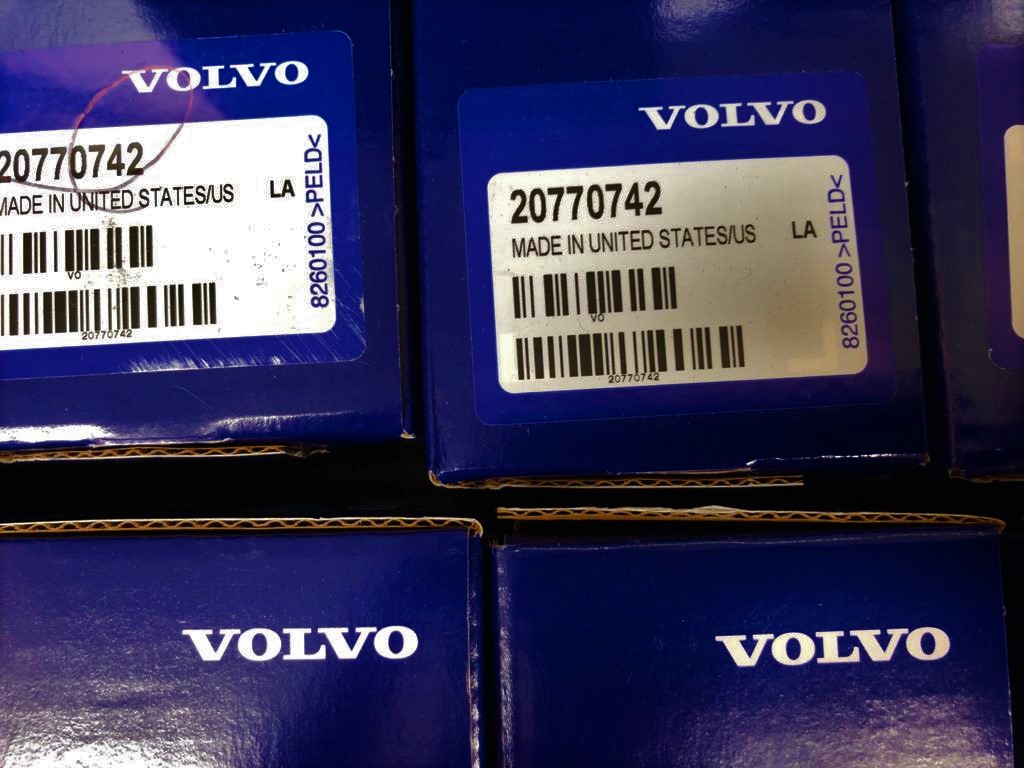 VOLVO
20770742
MADE IN UNITED STATES/US LA
8260100 >PELD<
VO
20770742
VOLVO
20770742
MADE IN UNITED STATES/US LA
8260100 >PELD<
VO
20770742
VOLVO
VOLVO